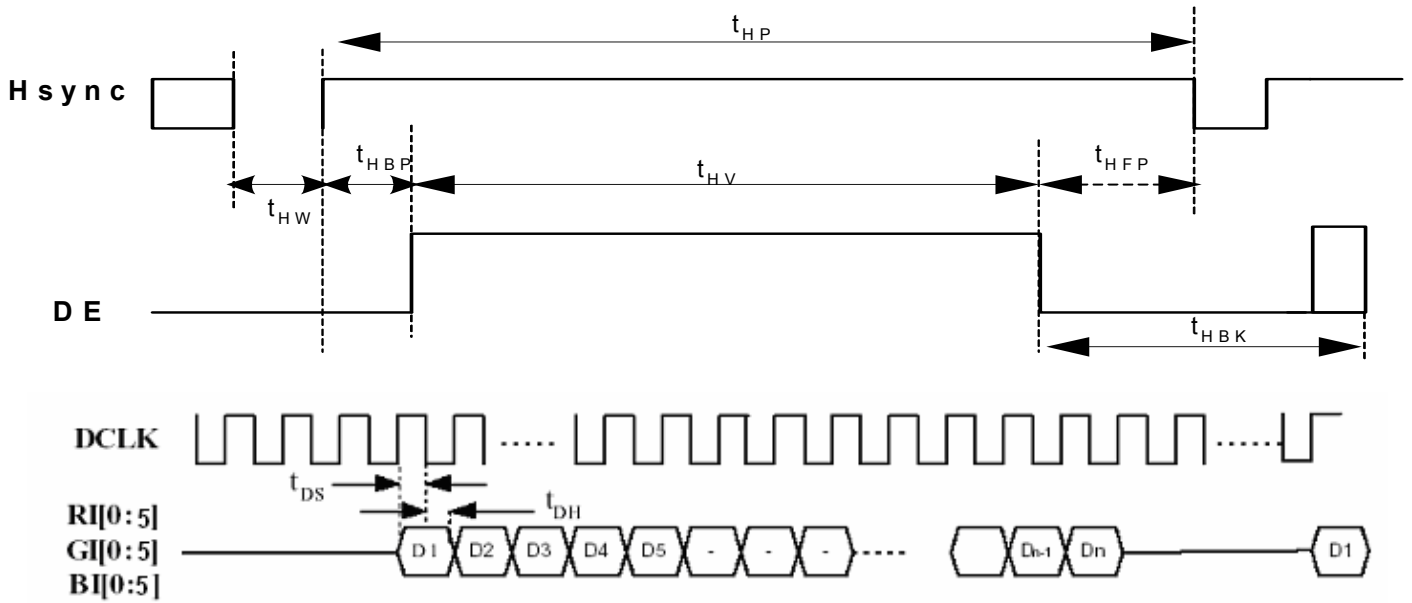 tHP
Hsync
tHBP
tHV
tHFP
tHW
DE
tHBK
DCLK
tDS
tDH
RI[0:5]
GI[0:5]
BI[0:5]
D1 D2 D3 D4 D5 - - - Dn-1 Dn D1